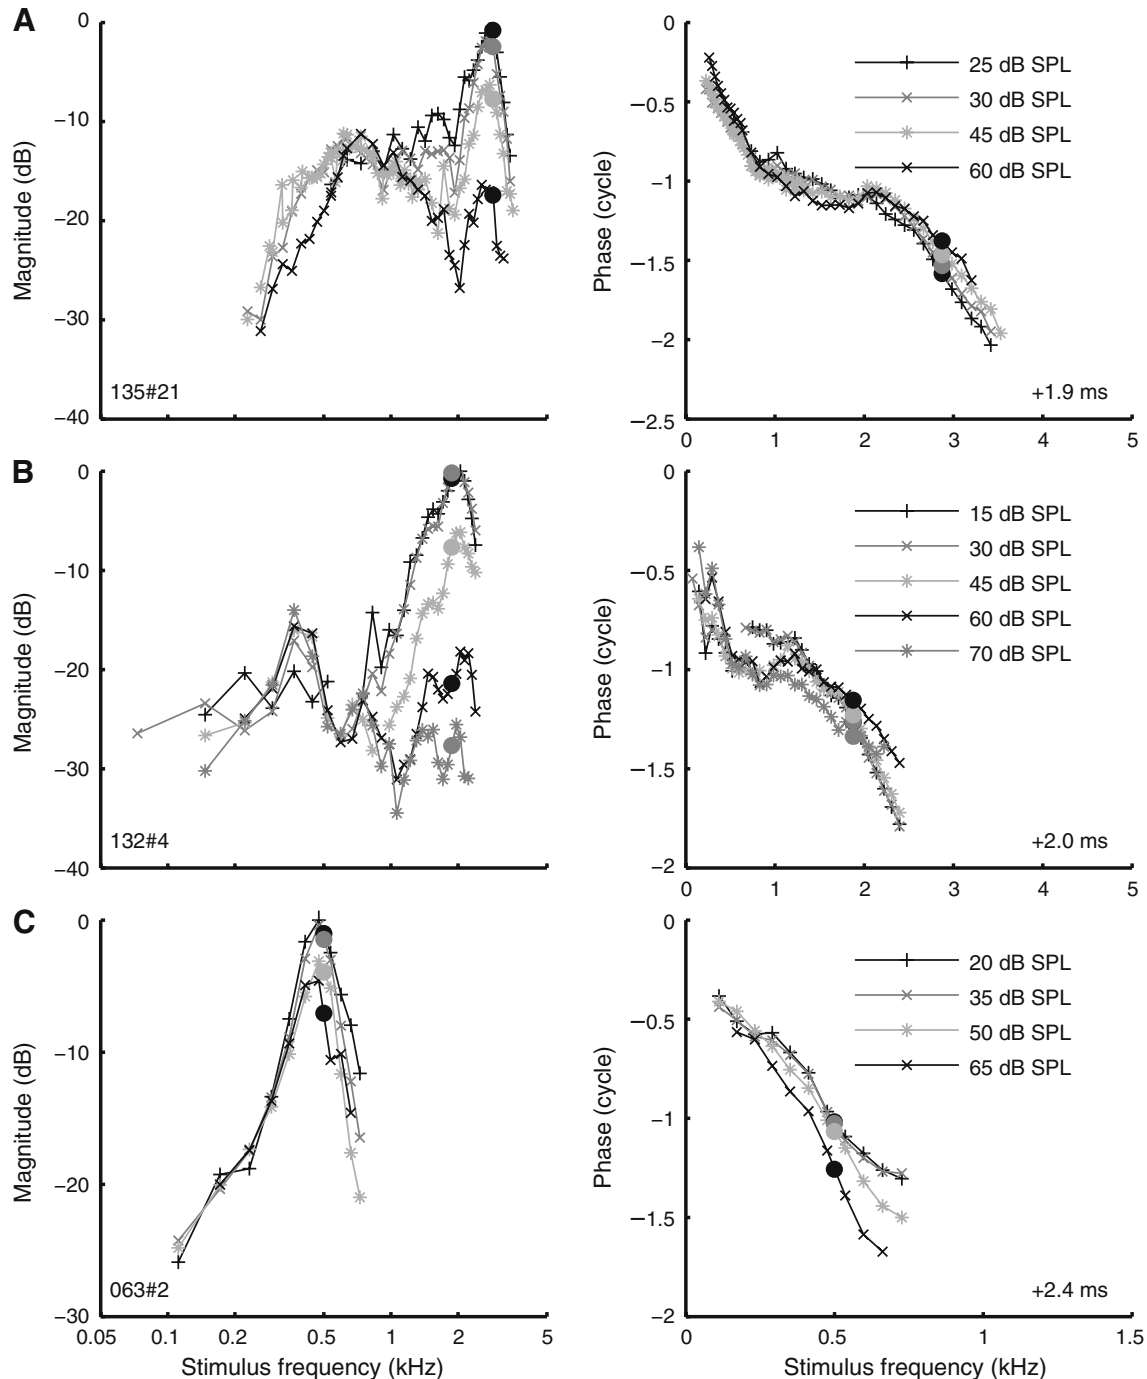 A
0
−10
−20
−30
−40
Magnitude (dB)
135#21
0
−0.5
−1
−1.5
−2
−2.5
Phase (cycle)
25 dB SPL
30 dB SPL
45 dB SPL
60 dB SPL
+1.9 ms
0 1 2 3 4 5
B
0
−10
−20
−30
−40
Magnitude (dB)
132#4
0
−0.5
−1
−1.5
−2
Phase (cycle)
15 dB SPL
30 dB SPL
45 dB SPL
60 dB SPL
70 dB SPL
+2.0 ms
0 1 2 3 4 5
C
0
−10
−20
−30
Magnitude (dB)
063#2
0.05 0.1 0.2 0.5 1 2 5
Stimulus frequency (kHz)
0
−0.5
−1
−1.5
−2
Phase (cycle)
20 dB SPL
35 dB SPL
50 dB SPL
65 dB SPL
+2.4 ms
0 0.5 1 1.5
Stimulus frequency (kHz)